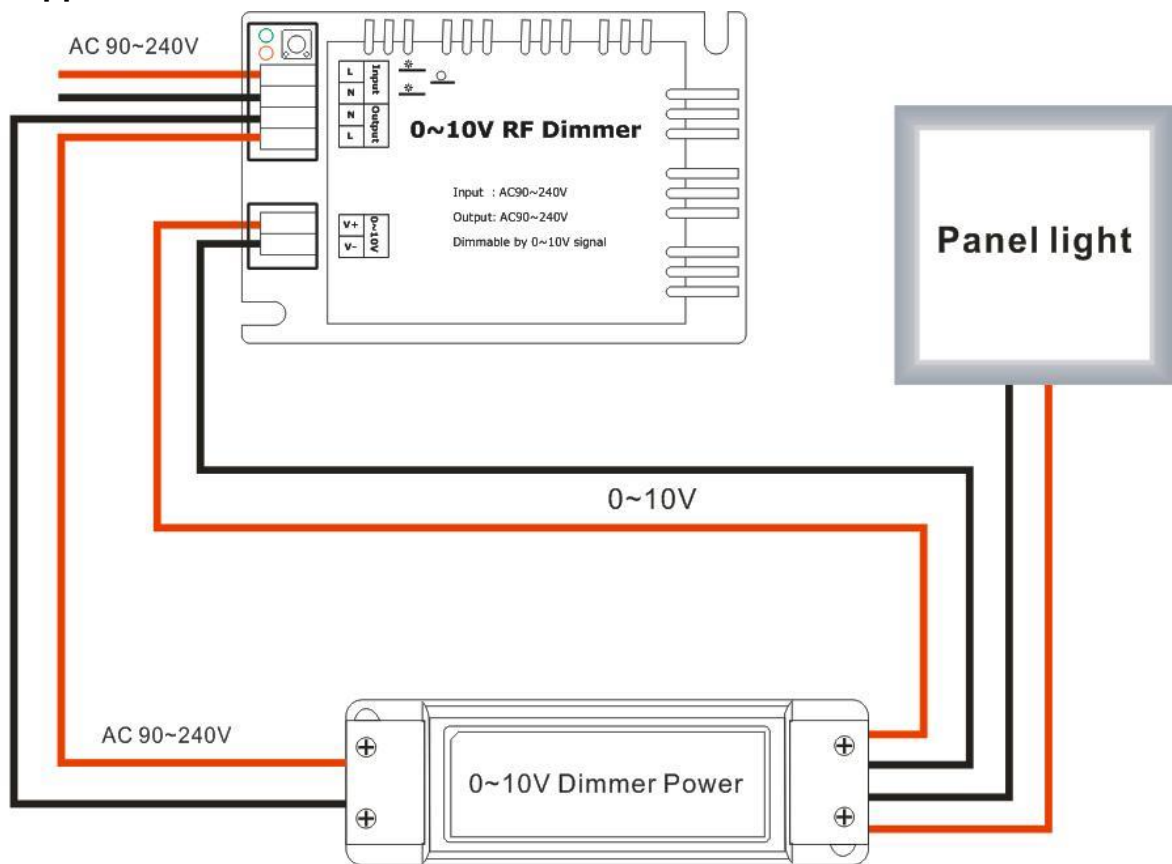 AC 90~240V
L
N
Input
N
L
Output
0~10V RF Dimmer
Input : AC90~240V
Output: AC90~240V
Dimmable by 0~10V signal
V+
V-
0~10V
Panel light
0~10V
AC 90~240V
0~10V Dimmer Power